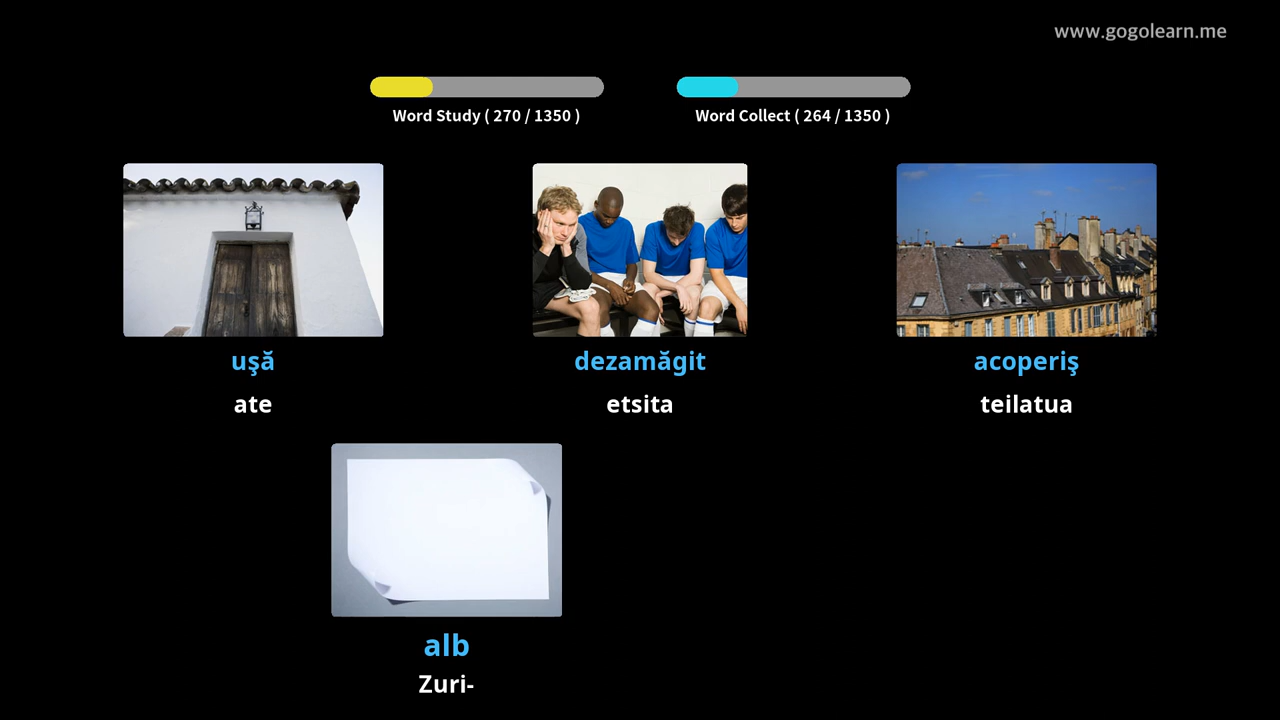 www.gogolearn.me
Word Study ( 270 / 1350 )
Word Collect ( 264 / 1350 )
uşă
dezamăgit
acoperiş
ate
etsita
teilatua
alb
Zuri-